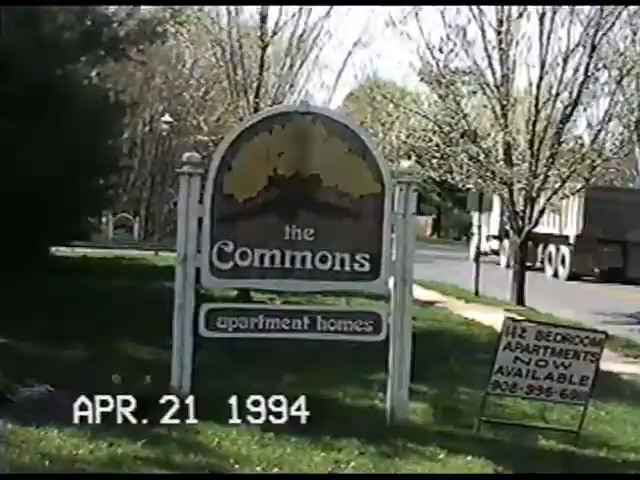 the
Commons
apartment homes
1&2 BEDROOM
APARTMENTS
NOW
AVAILABLE
APR. 21 1994